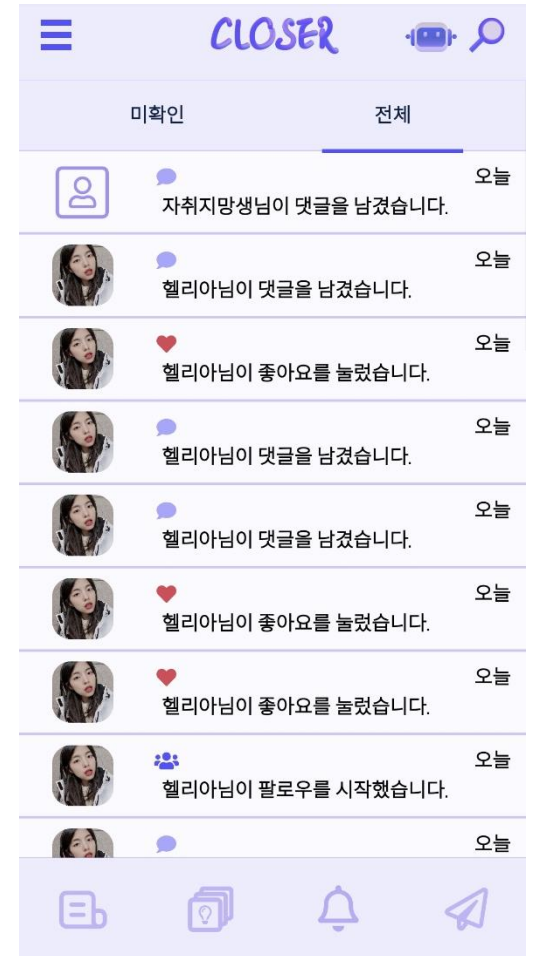 CLOSER
미확인 전체
오늘
자취지망생님이 댓글을 남겼습니다.
오늘
헬리아님이 댓글을 남겼습니다.
오늘
헬리아님이 좋아요를 눌렀습니다.
오늘
헬리아님이 댓글을 남겼습니다.
오늘
헬리아님이 댓글을 남겼습니다.
오늘
헬리아님이 좋아요를 눌렀습니다.
오늘
헬리아님이 좋아요를 눌렀습니다.
오늘
헬리아님이 팔로우를 시작했습니다.
오늘